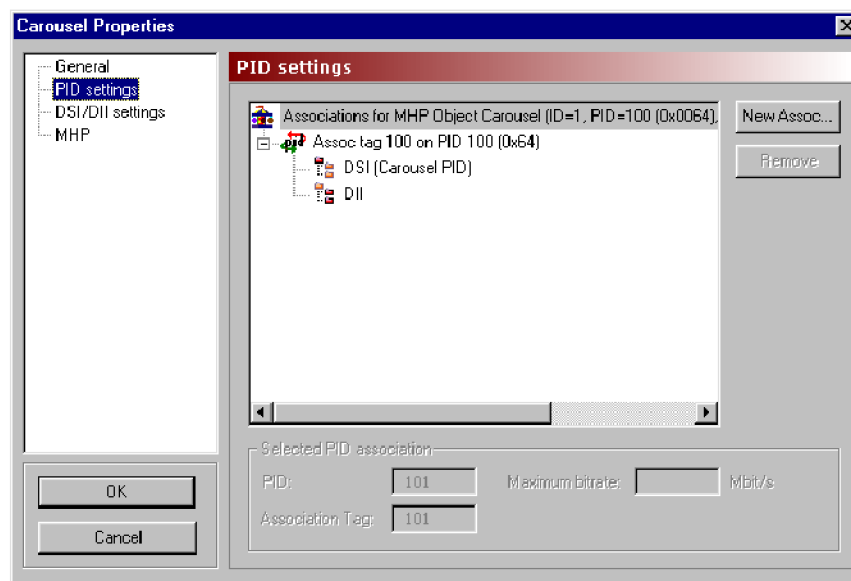 Carousel Properties
General
PID settings
DSI/DII settings
MHP
OK
Cancel
PID settings
Associations for MHP Object Carousel (ID=1, PID=100 (0x0064),
Assoc tag 100 on PID 100 (0x64)
DSI (Carousel PID)
DII
New Assoc...
Remove
Selected PID association
PID: 101 Maximum bitrate: Mbit/s
Association Tag: 101